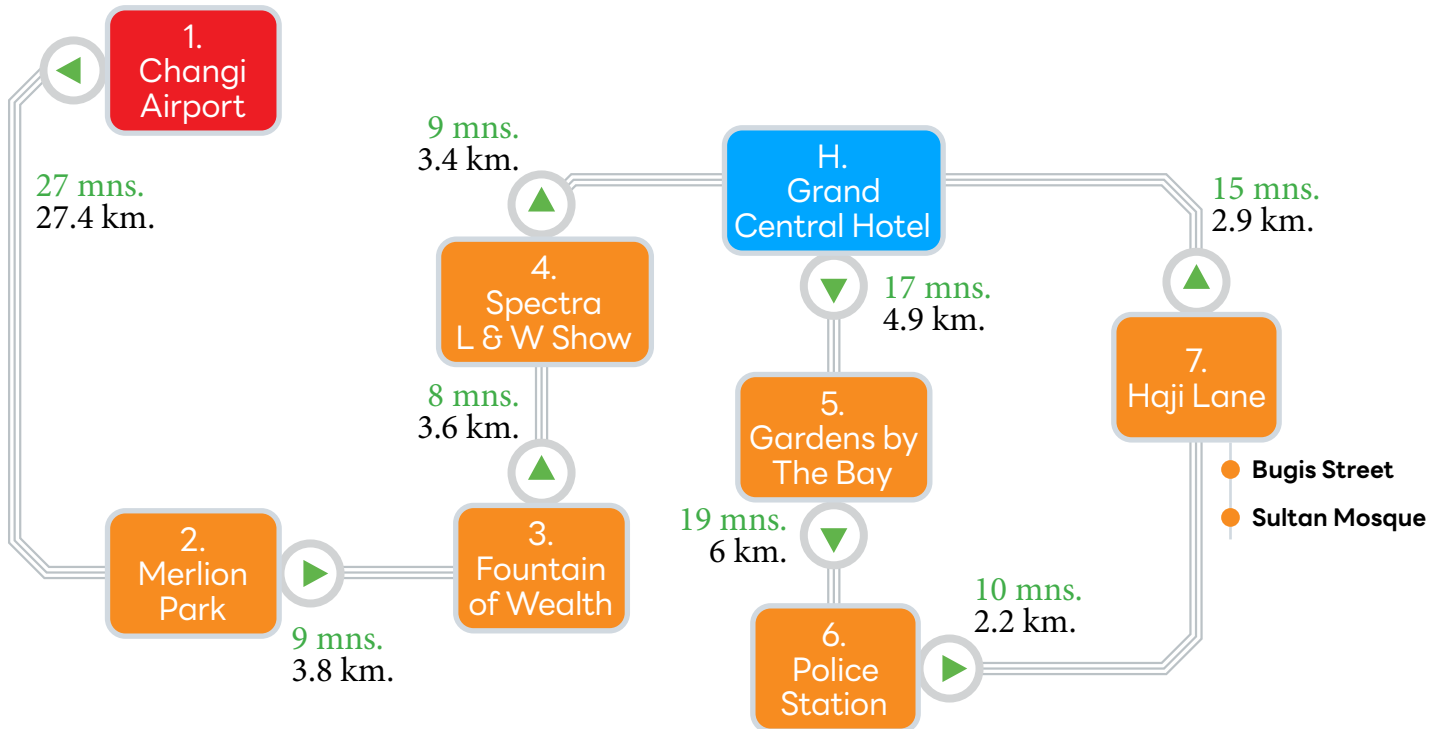 1.
Changi
Airport
27 mns.
27.4 km.
2.
Merlion
Park
9 mns.
3.8 km.
3.
Fountain
of Wealth
8 mns.
3.6 km.
4.
Spectra
L & W Show
9 mns.
3.4 km.
H.
Grand
Central Hotel
17 mns.
4.9 km.
5.
Gardens by
The Bay
19 mns.
6 km.
6.
Police
Station
10 mns.
2.2 km.
7.
Haji Lane
Bugis Street
Sultan Mosque
15 mns.
2.9 km.